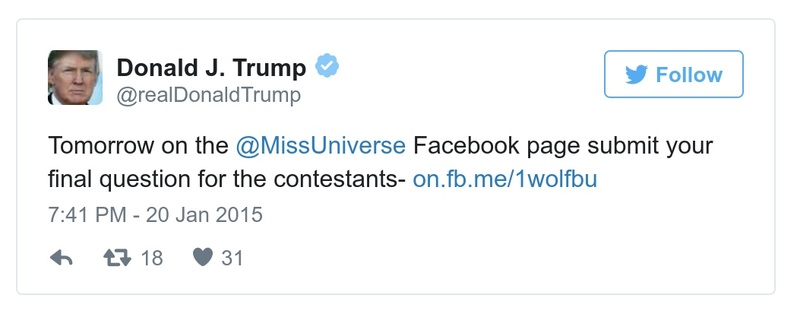 Donald J. Trump
Follow
@realDonaldTrump
Tomorrow on the @MissUniverse Facebook page submit your
final question for the contestants- on.fb.me/1wolfbu
7:41 PM - 20 Jan 2015
18 31